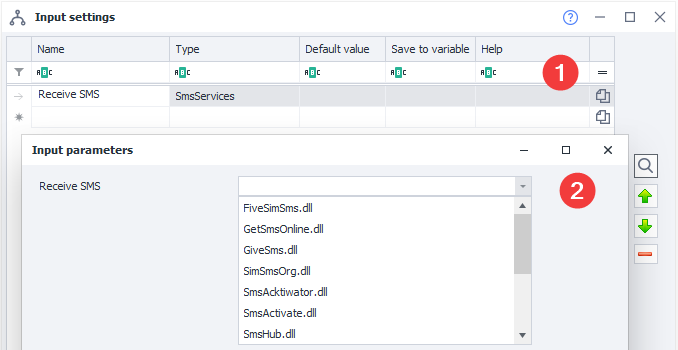 Input settings
Name Type Default value Save to variable Help
ABC ABC ABC ABC ABC 1 =
Receive SMS SmsServices
Input parameters
Receive SMS 2
FiveSimSms.dll
GetSmsOnline.dll
GiveSms.dll
SimSmsOrg.dll
SmsAcktiwator.dll
SmsActivate.dll
SmsHub.dll